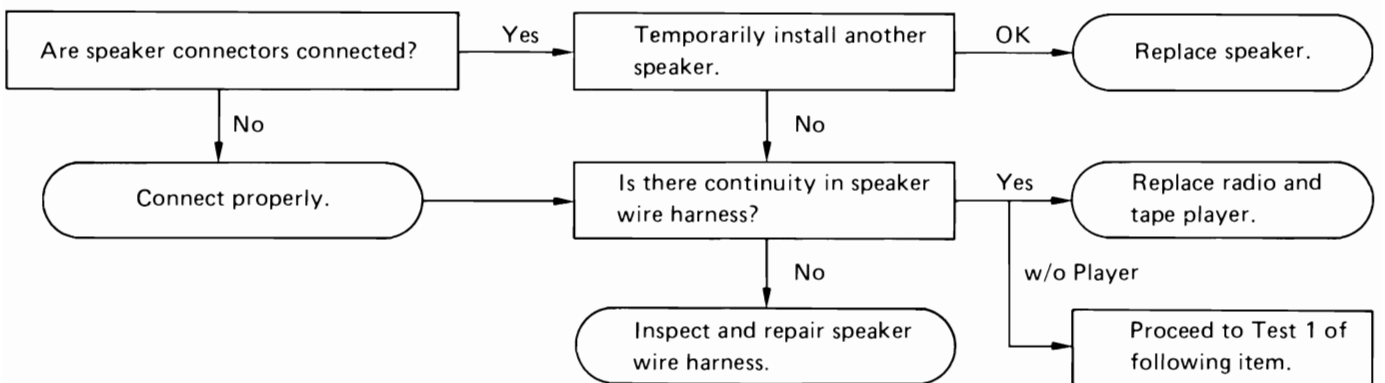 Are speaker connectors connected?
Yes
Temporarily install another
speaker.
OK
Replace speaker.
No
No
Connect properly.
Is there continuity in speaker
wire harness?
Yes
Replace radio and
tape player.
No
w/o Player
Inspect and repair speaker
wire harness.
Proceed to Test 1 of
following item.